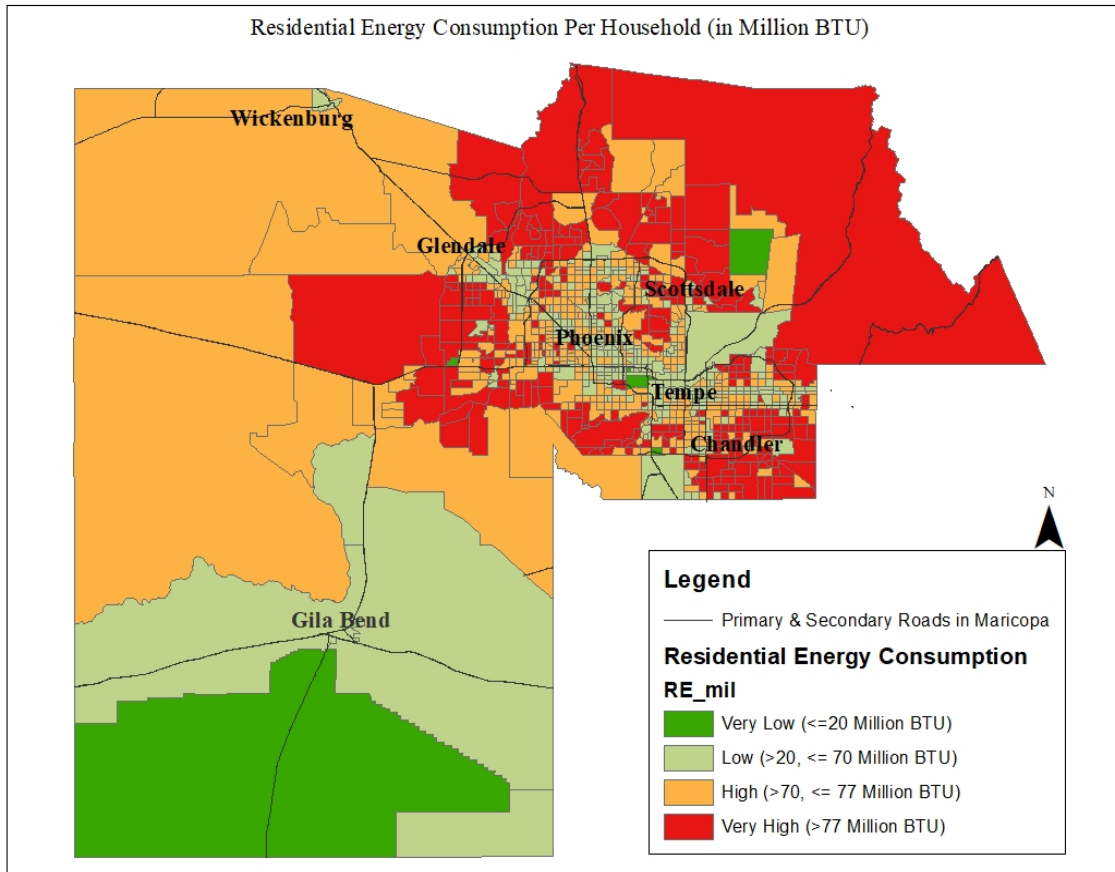 Residential Energy Consumption Per Household (in Million BTU)
Wickenburg
Glendale
Scottsdale
Phoenix
Tempe
Chandler
Gila Bend
N
Legend
Primary & Secondary Roads in Maricopa
Residential Energy Consumption
RE_mil
Very Low (<=20 Million BTU)
Low (>20, <= 70 Million BTU)
High (>70, <= 77 Million BTU)
Very High (>77 Million BTU)